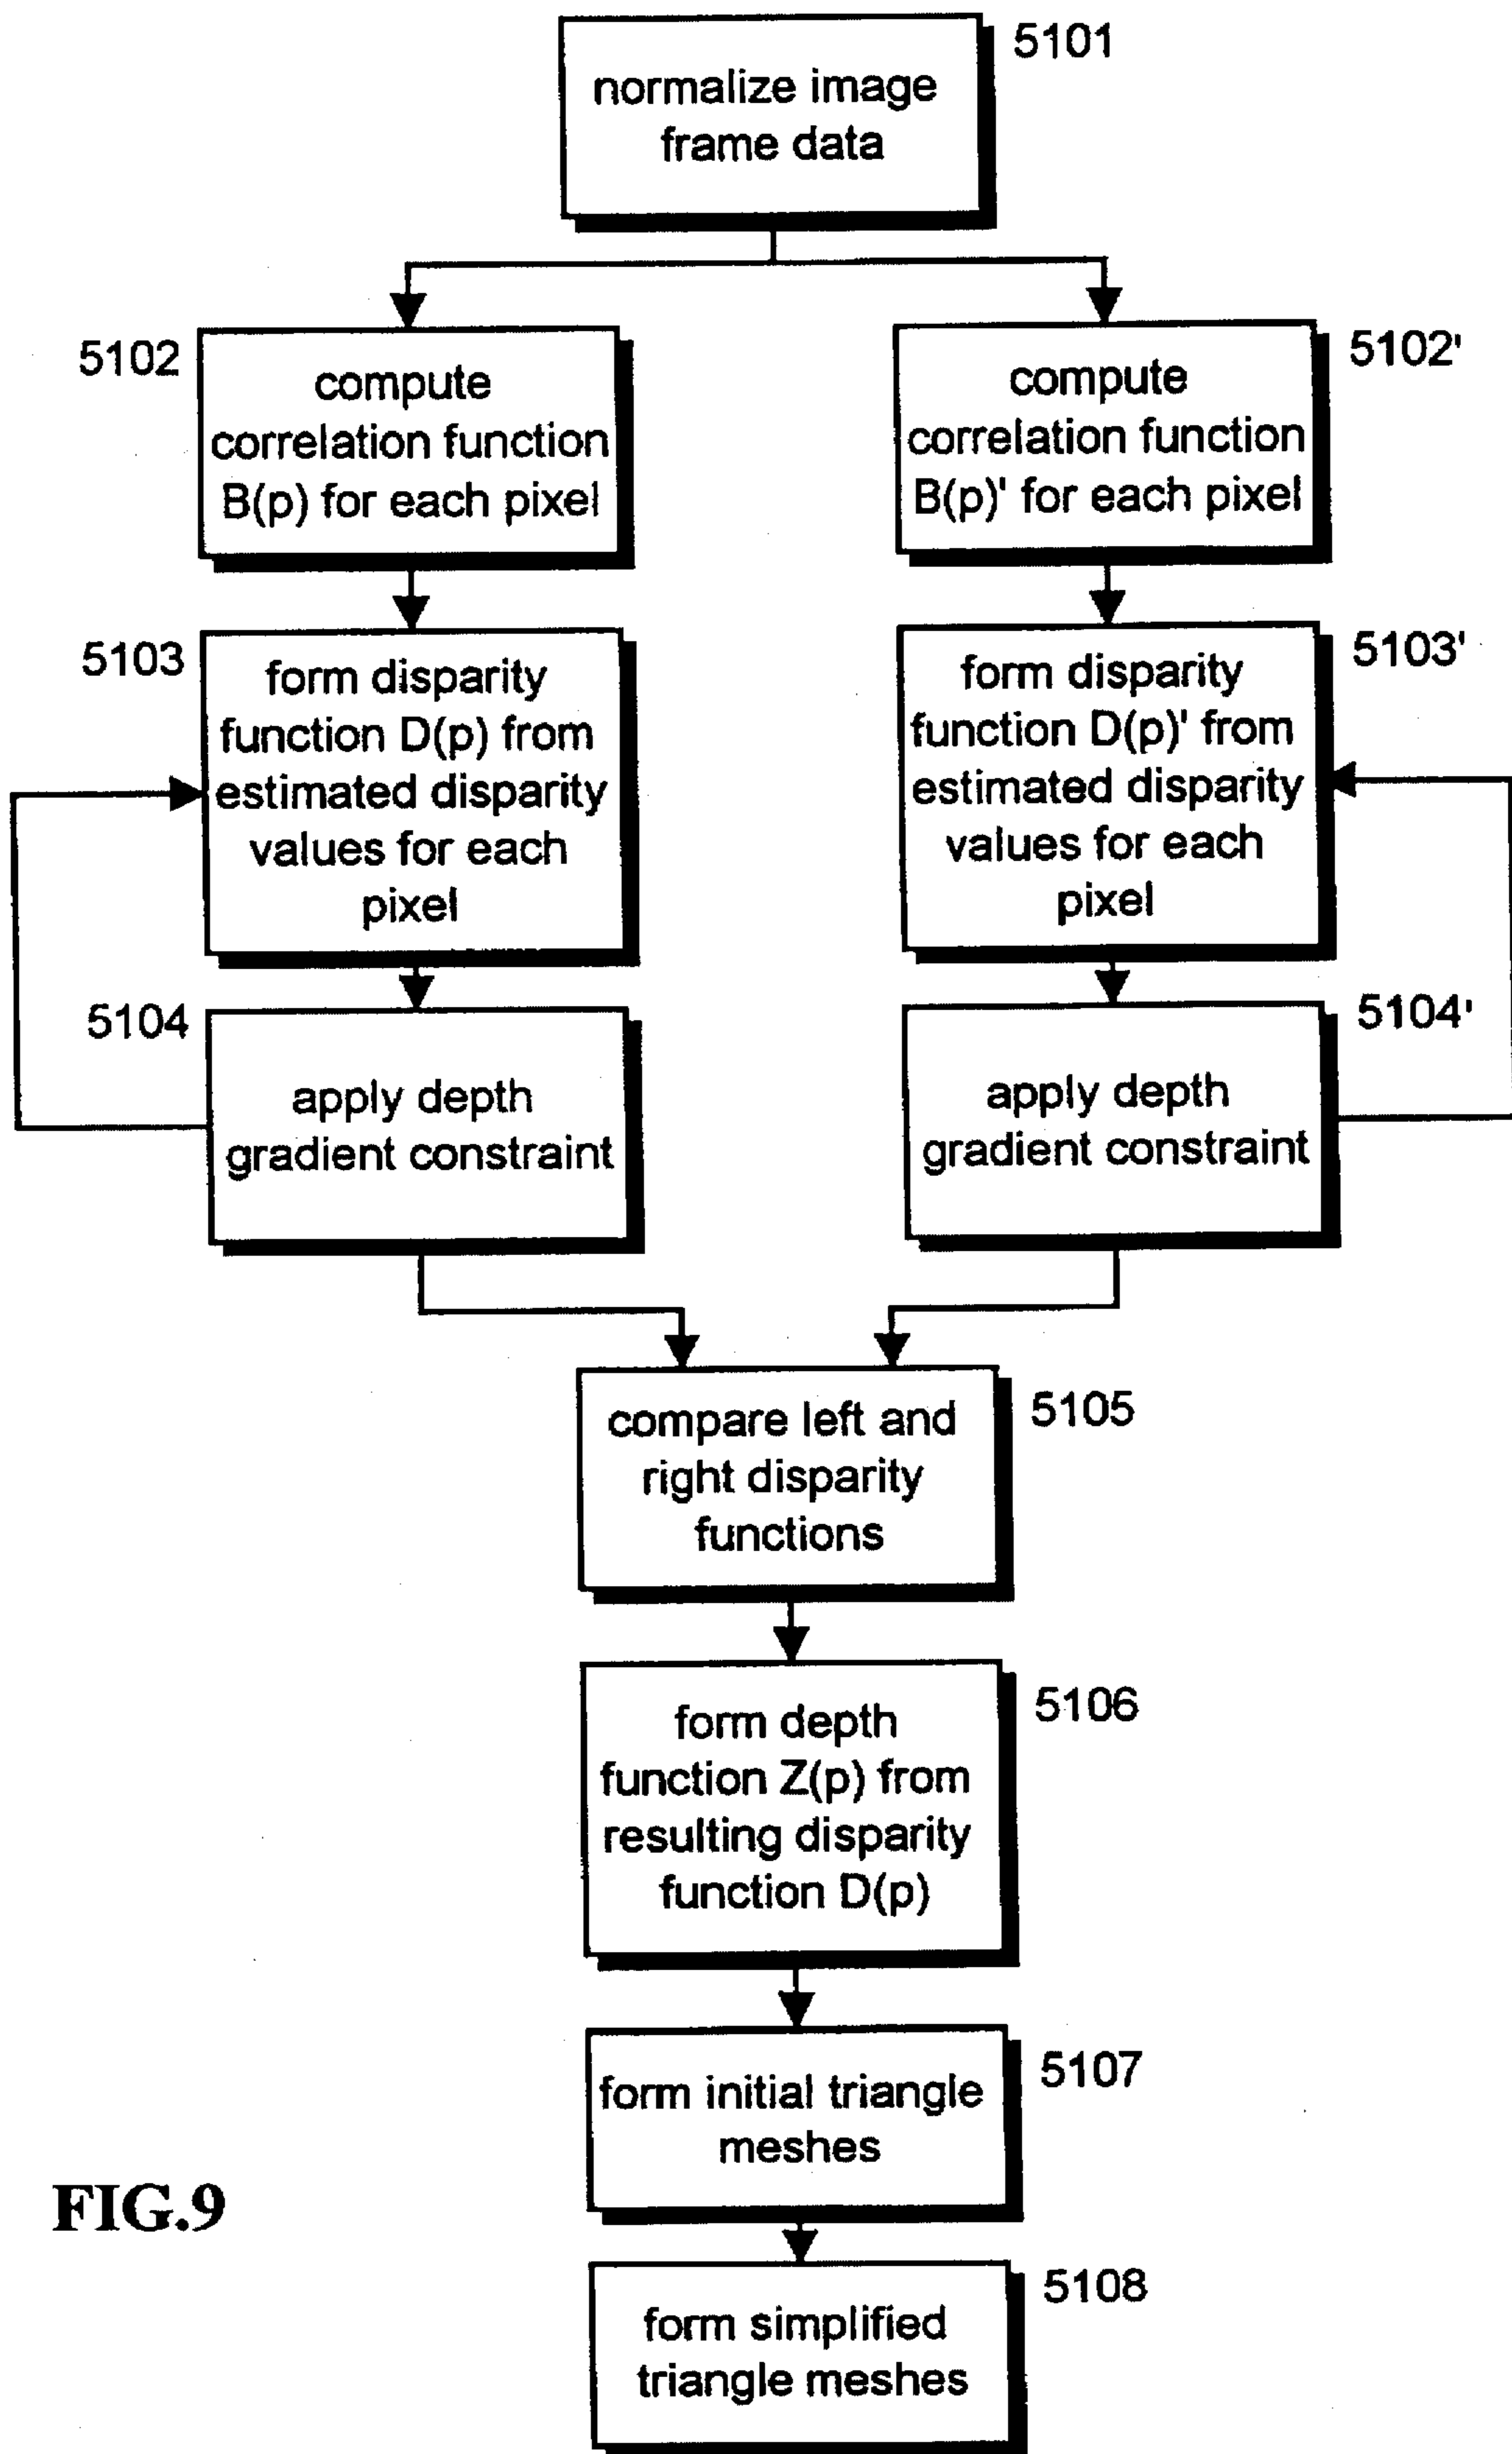 5101
normalize image
frame data
5102
compute
correlation function
B(p) for each pixel
5102'
compute
correlation function
B(p)' for each pixel
5103
form disparity
function D(p) from
estimated disparity
values for each
pixel
5103'
form disparity
function D(p)' from
estimated disparity
values for each
pixel
5104
apply depth
gradient constraint
5104'
apply depth
gradient constraint
compare left and
right disparity
functions
5105
form depth
function Z(p) from
resulting disparity
function D(p)
5106
form initial triangle
meshes
5107
form simplified
triangle meshes
5108
FIG.9